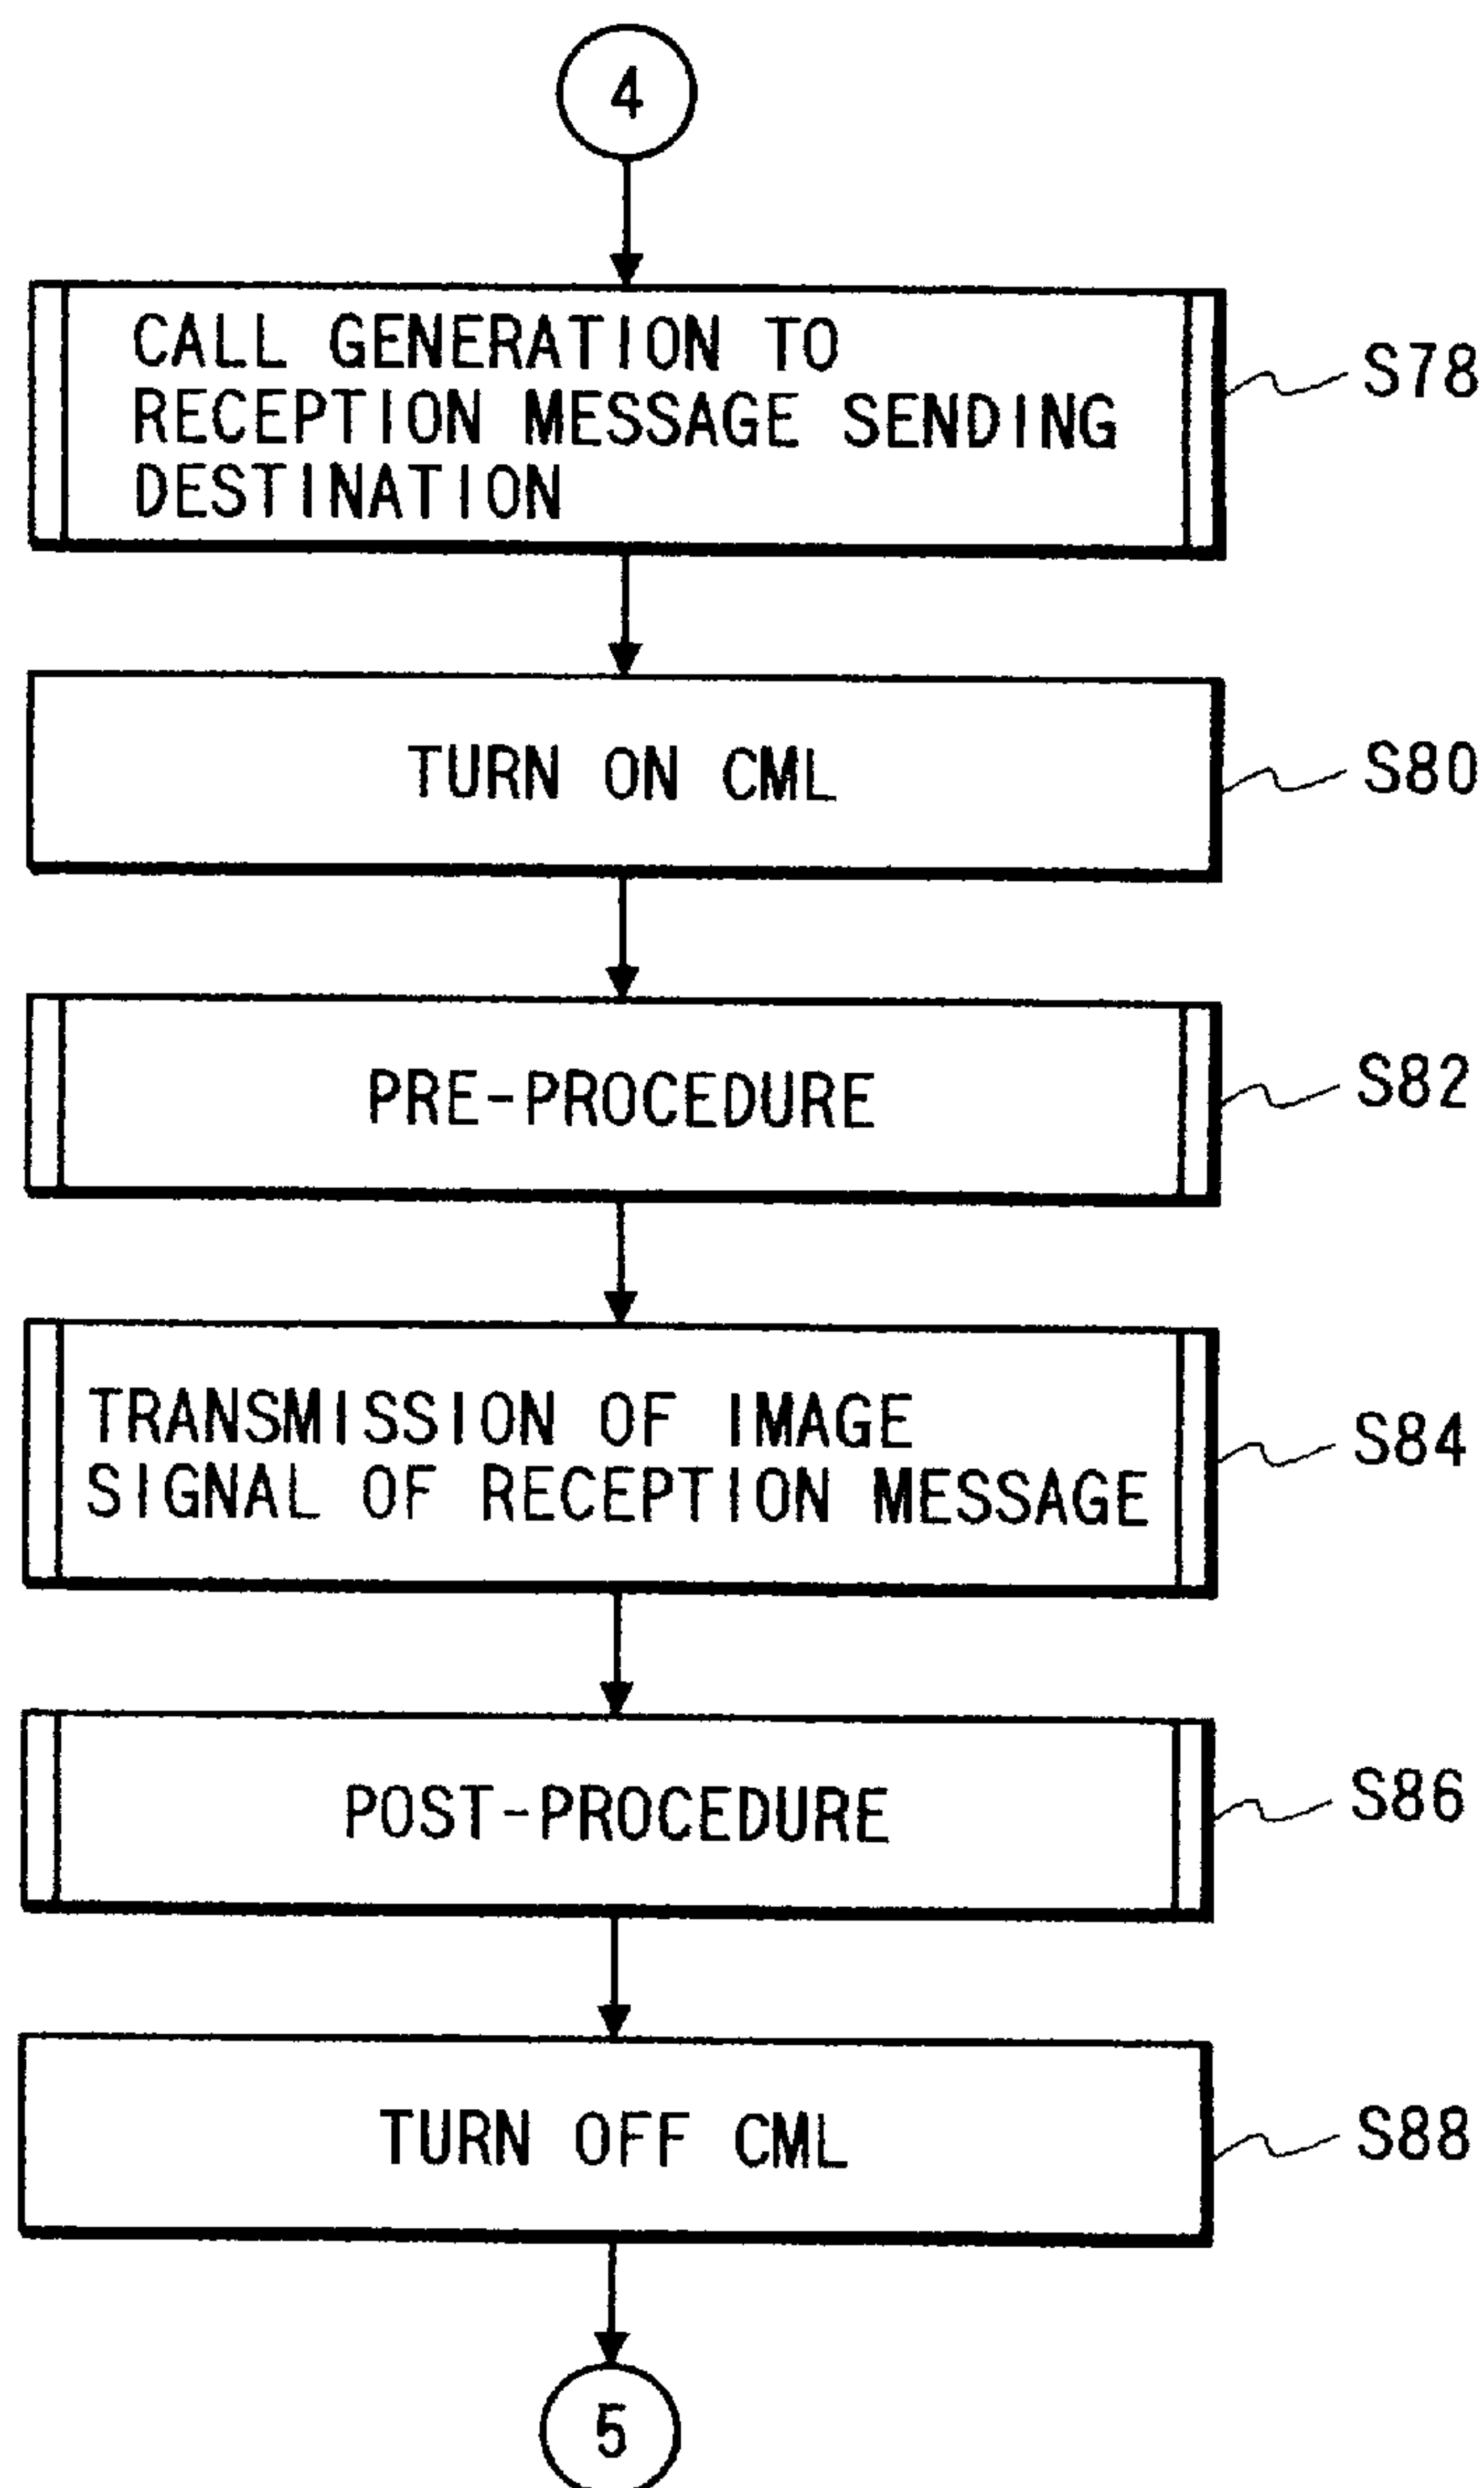 4
CALL GENERATION TO
RECEPTION MESSAGE SENDING
DESTINATION
S78
TURN ON CML
S80
PRE-PROCEDURE
S82
TRANSMISSION OF IMAGE
SIGNAL OF RECEPTION MESSAGE
S84
POST-PROCEDURE
S86
TURN OFF CML
S88
5